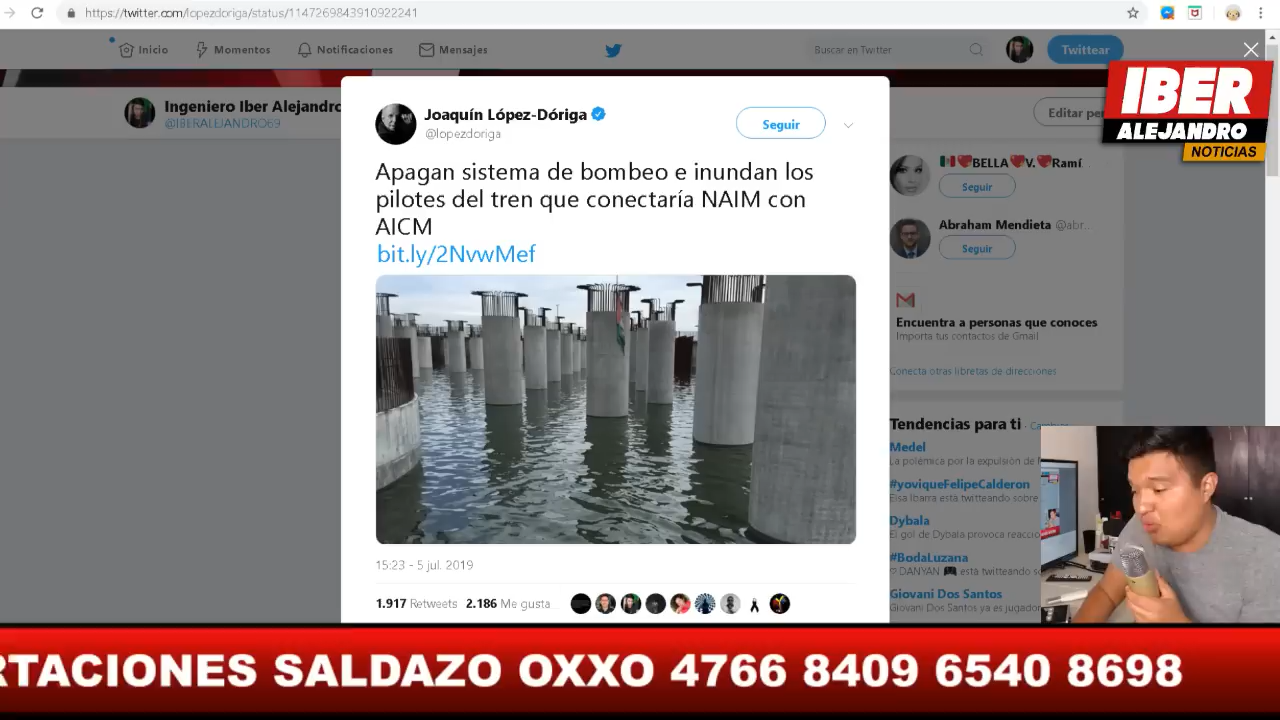 https://twitter.com/lopezdoriga/status/1147269843910922241
Inicio
Momentos
Notificaciones
Mensajes
Buscar en Twitter
Twittear
Ingeniero Iber Alejandro
@IBERALEJANDRO69
Editar per
IBER
ALEJANDRO
NOTICIAS
Joaquín López-Dóriga
@lopezdoriga
Seguir
Apagan sistema de bombeo e inundan los
pilotes del tren que conectaría NAIM con
AICM
bit.ly/2NvwMef
15:23 - 5 jul. 2019
1.917 Retweets 2.186 Me gusta
BELLA V. Ramí.
Seguir
Abraham Mendieta @abr..
Seguir
Encuentra a personas que conoces
Importa tus contactos de Gmail
Conecta otras libretas de direcciones
Tendencias para ti
Medel
La polémica por la expulsión de
#yoviqueFelipeCalderon
Elsa Ibarra está twitteando sobre
Dybala
El gol de Dybala provoca reacci
#BodaLuzana
DANYAN está twitteando s
Giovani Dos Santos
Giovani Dos Santos ya es jugador
RTACIONES SALDAZO OXXO 4766 8409 6540 8698